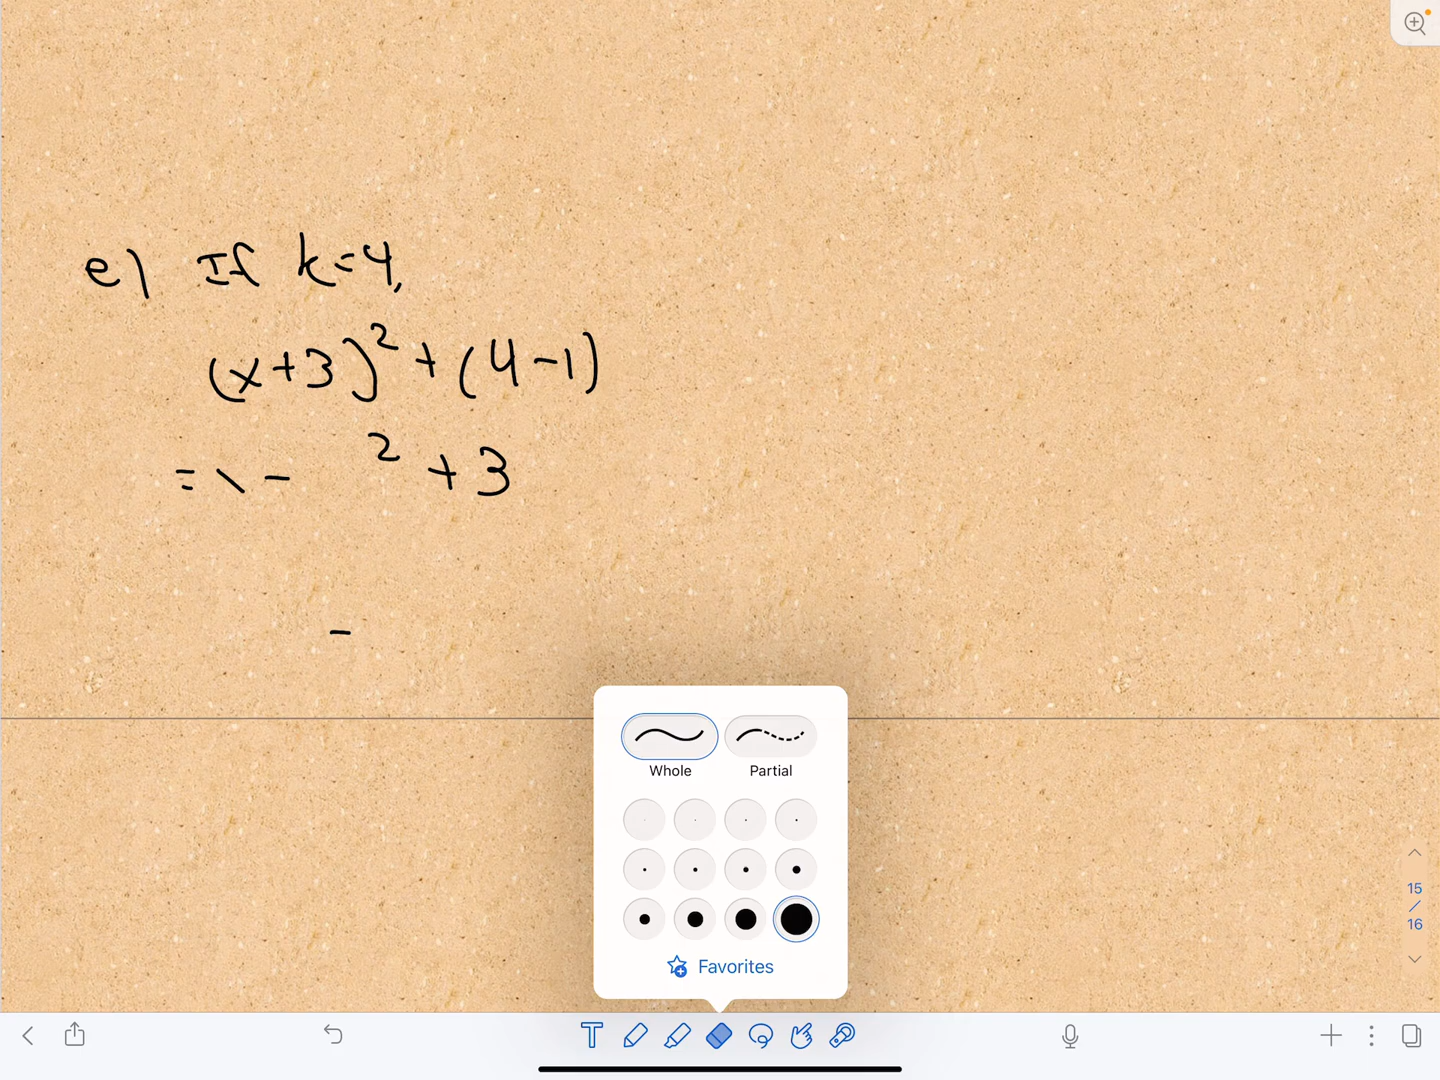 e) If k=4,
(x+3)² + (4-1)
= \ - ² + 3
-
Whole Partial
Favorites
15
/
16